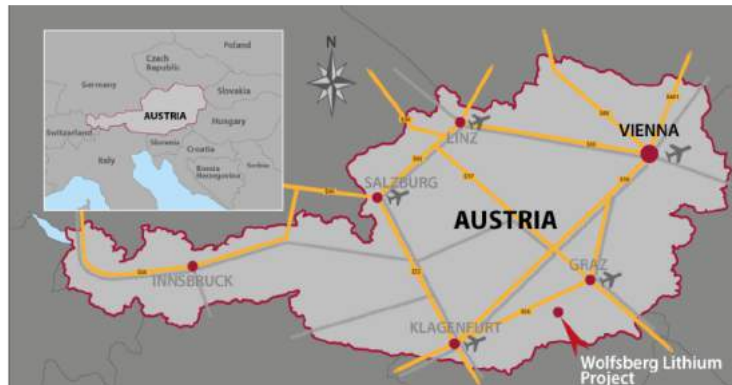 Poland
Czech
Republic
Germany
Slovakia
AUSTRIA
Switzerland
Hungary
Slovenia
Croatia
Italy
Bosnia
Herzegovina
N
LINZ
VIENNA
SALZBURG
AUSTRIA
INNSBRUCK
GRAZ
KLAGENFURT
Wolfsberg Lithium
Project